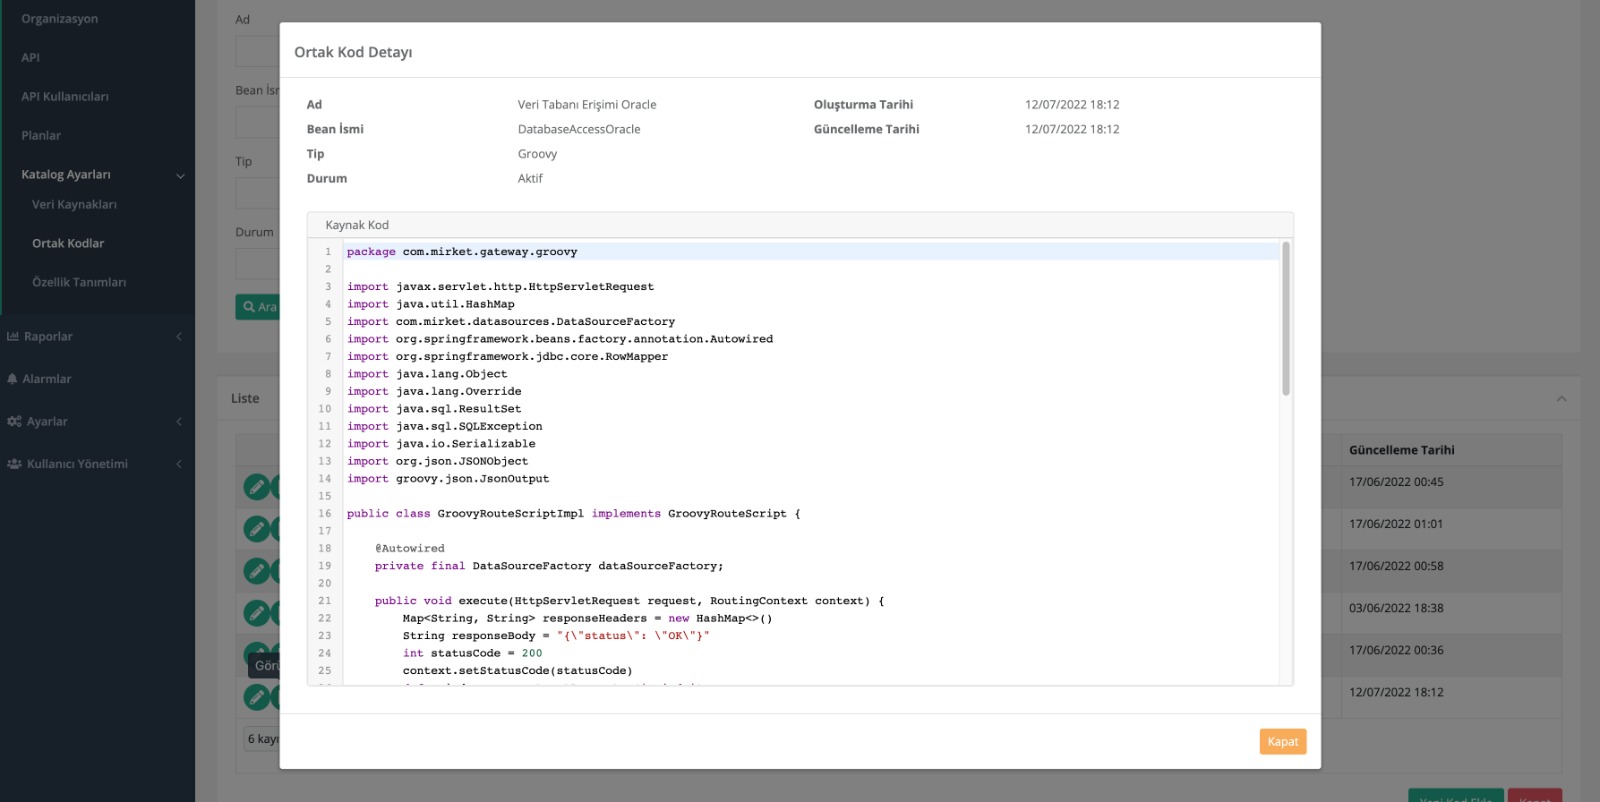 Organizasyon
API
API Kullanıcıları
Planlar
Katalog Ayarları
Veri Kaynakları
Ortak Kodlar
Özellik Tanımları
Raporlar
Alarmlar
Ayarlar
Kullanıcı Yönetimi
Ad
Bean İsr
Tip
Durum
Ara
Liste
Ortak Kod Detayı
Ad Veri Tabanı Erişimi Oracle Oluşturma Tarihi 12/07/2022 18:12
Bean İsmi DatabaseAccessOracle Güncelleme Tarihi 12/07/2022 18:12
Tip Groovy
Durum Aktif
Kaynak Kod
1 package com.mirket.gateway.groovy
2
3 import javax.servlet.http.HttpServletRequest
4 import java.util.HashMap
5 import com.mirket.datasources.DataSourceFactory
6 import org.springframework.beans.factory.annotation.Autowired
7 import org.springframework.jdbc.core.RowMapper
8 import java.lang.Object
9 import java.lang.Override
10 import java.sql.ResultSet
11 import java.sql.SQLException
12 import java.io.Serializable
13 import org.json.JSONObject
14 import groovy.json.JsonOutput
15
16 public class GroovyRouteScriptImpl implements GroovyRouteScript {
17
18 @Autowired
19 private final DataSourceFactory dataSourceFactory;
20
21 public void execute(HttpServletRequest request, RoutingContext context) {
22 Map<String, String> responseHeaders = new HashMap<>()
23 String responseBody = "{\"status\": \"OK\"}"
24 int statusCode = 200
25 context.setStatusCode(statusCode)
Kapat
Güncelleme Tarihi
17/06/2022 00:45
17/06/2022 01:01
17/06/2022 00:58
03/06/2022 18:38
17/06/2022 00:36
12/07/2022 18:12
Görü
6 kayı
Yeni Kod Ekle
Kapat